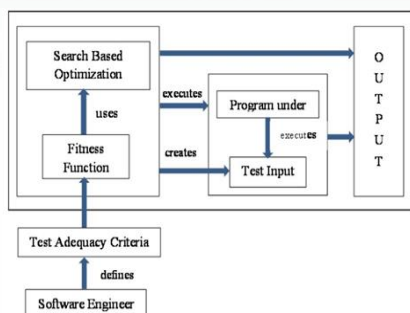 Search Based
Optimization
uses
Fitness
Function
executes
creates
Program under
executes
Test Input
O
U
T
P
U
T
Test Adequacy Criteria
defines
Software Engineer